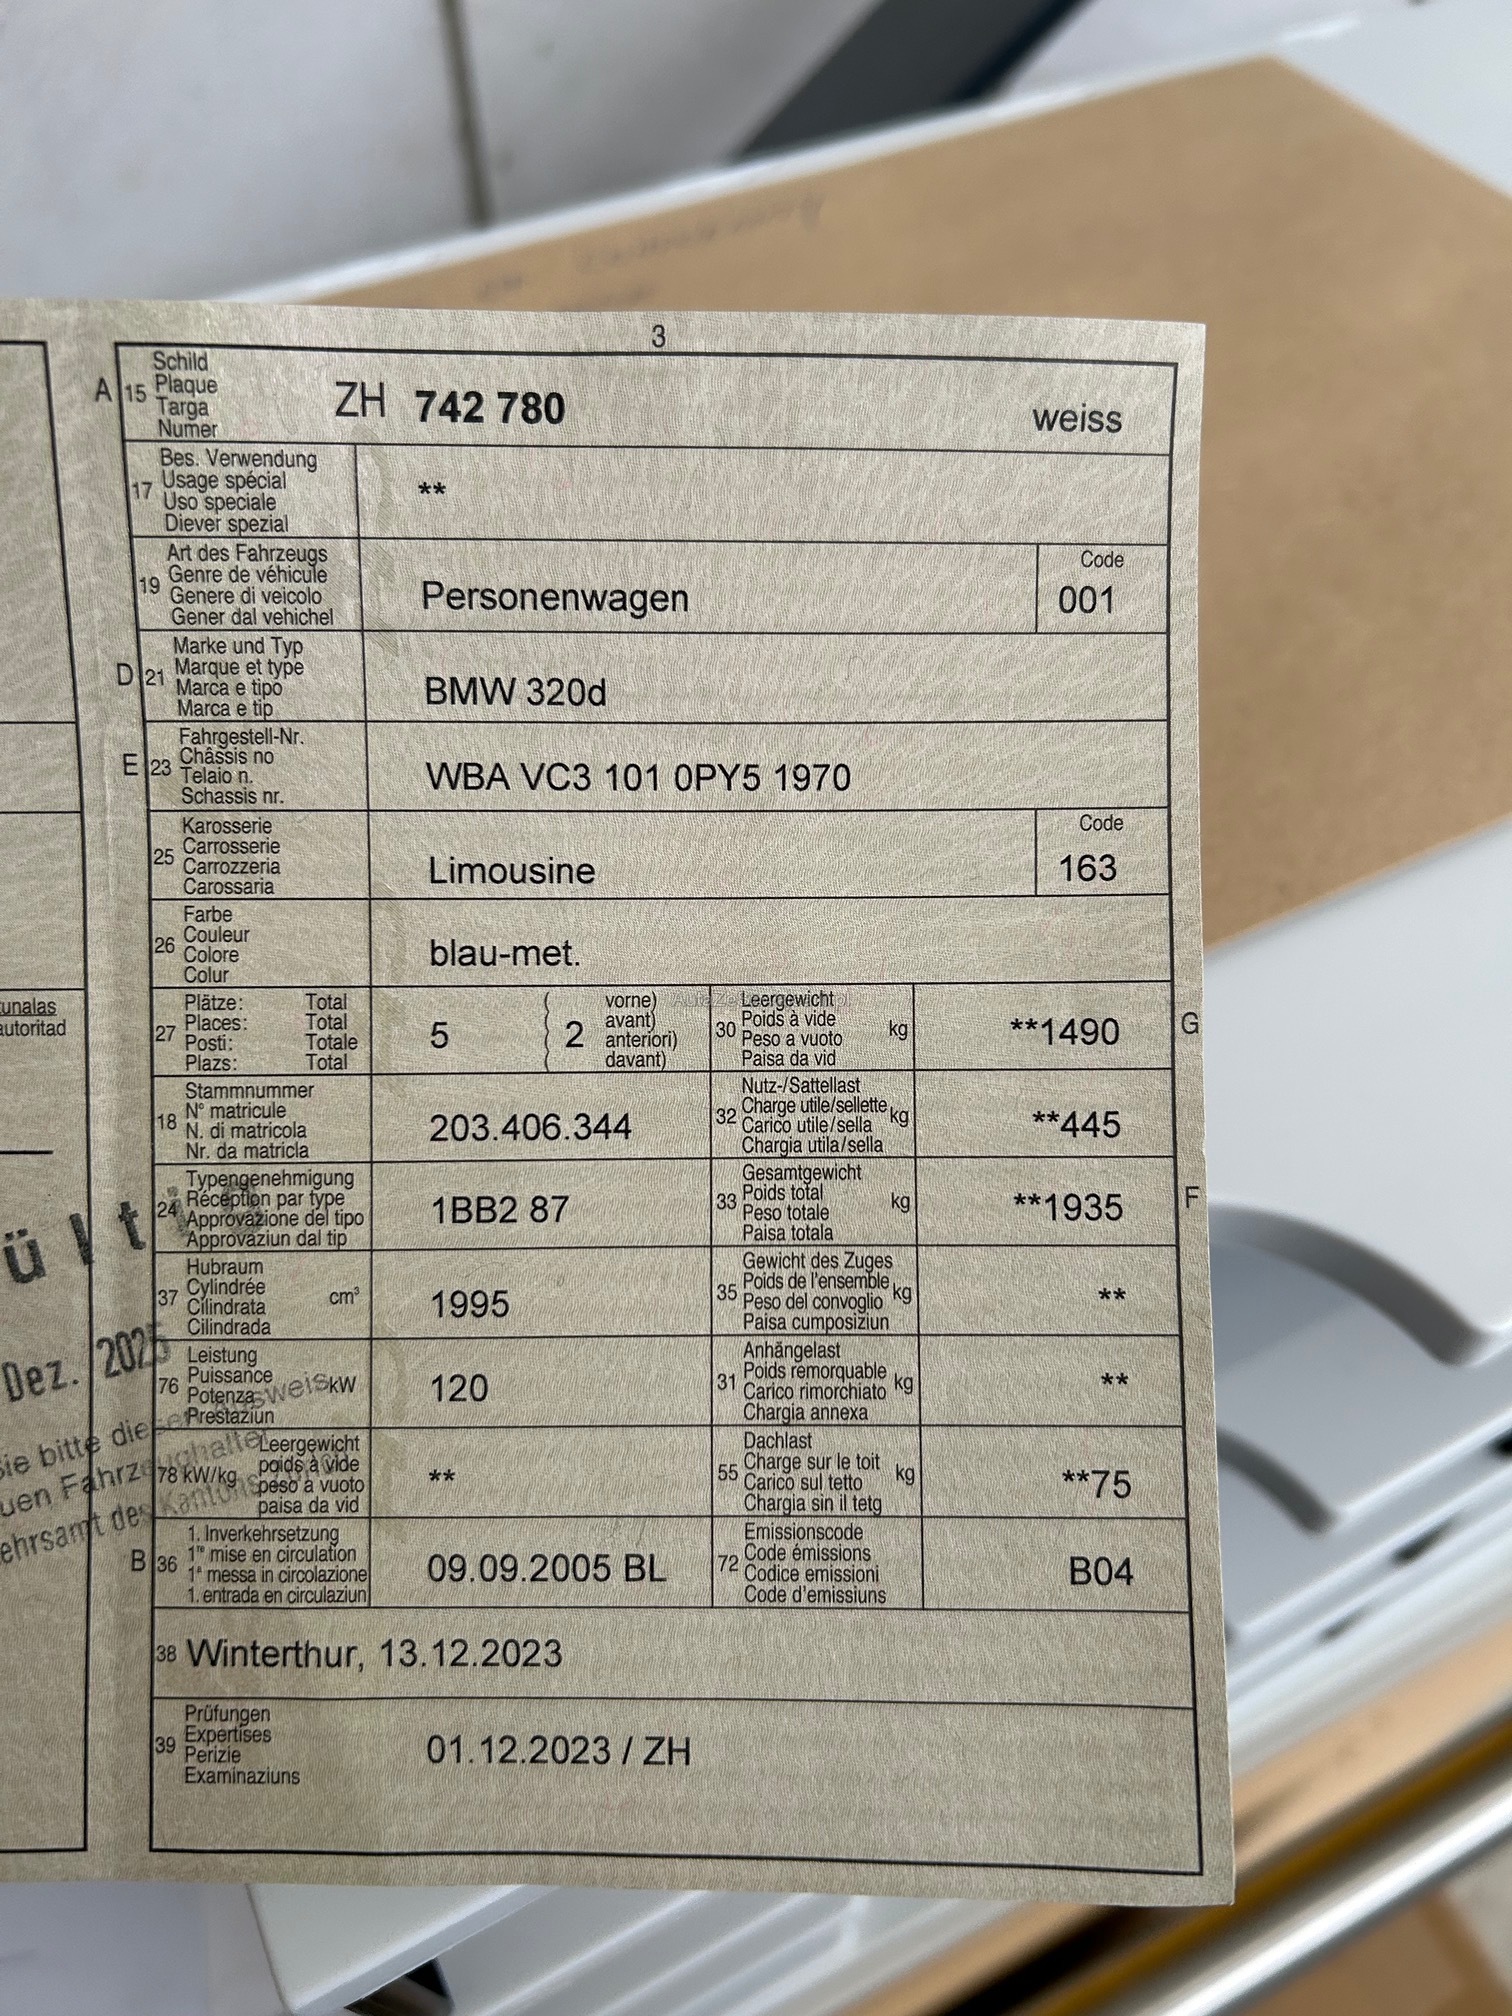 3
A 15 Schild
Plaque
Targa
Numer
ZH 742 780 weiss
17 Bes. Verwendung
Usage spécial
Uso speciale
Diever spezial
**
19 Art des Fahrzeugs
Genre de véhicule
Genere di veicolo
Gener dal vehichel
Personenwagen
Code
001
D 21 Marke und Typ
Marque et type
Marca e tipo
Marca e tip
BMW 320d
E 23 Fahrgestell-Nr.
Châssis no
Telaio n.
Schassis nr.
WBA VC3 101 0PY5 1970
25 Karosserie
Carrosserie
Carrozzeria
Carossaria
Limousine
Code
163
26 Farbe
Couleur
Colore
Colur
blau-met.
27 Plätze: Total
Places: Total
Posti: Totale
Plazs: Total
5
2
vorne)
avant)
anteriori)
davant)
30 Leergewicht
Poids à vide
Peso a vuoto
Paisa da vid
kg
**1490
G
18 Stammnummer
N° matricule
N. di matricola
Nr. da matricla
203.406.344
32 Nutz-/Sattellast
Charge utile/sellette
Carico utile/sella
Chargia utila/sella
kg
**445
24 Typengenehmigung
Réception par type
Approvazione del tipo
Approvaziun dal tip
1BB2 87
33 Gesamtgewicht
Poids total
Peso totale
Paisa totala
kg
**1935
F
37 Hubraum
Cylindrée
Cilindrata
Cilindrada
cm³
1995
35 Gewicht des Zuges
Poids de l'ensemble
Peso del convoglio
Paisa cumposiziun
kg
**
76 Leistung
Puissance
Potenza
Prestaziun
kW
120
31 Anhängelast
Poids remorquable
Carico rimorchiato
Chargia annexa
kg
**
78 kW/kg
Leergewicht
poids à vide
peso a vuoto
paisa da vid
**
55 Dachlast
Charge sur le toit
Carico sul tetto
Chargia sin il tetg
kg
**75
B 36 1. Inverkehrsetzung
1re mise en circulation
1a messa in circolazione
1. entrada en circulaziun
09.09.2005 BL
72 Emissionscode
Code émissions
Codice emissioni
Code d'emissiuns
B04
38 Winterthur, 13.12.2023
39 Prüfungen
Expertises
Perizie
Examinaziuns
01.12.2023 / ZH
unalas
autoritad
ültig
Dez. 2025
ie bitte diesen Ausweis
uen Fahrzeughalter
ehrsamt des Kantons